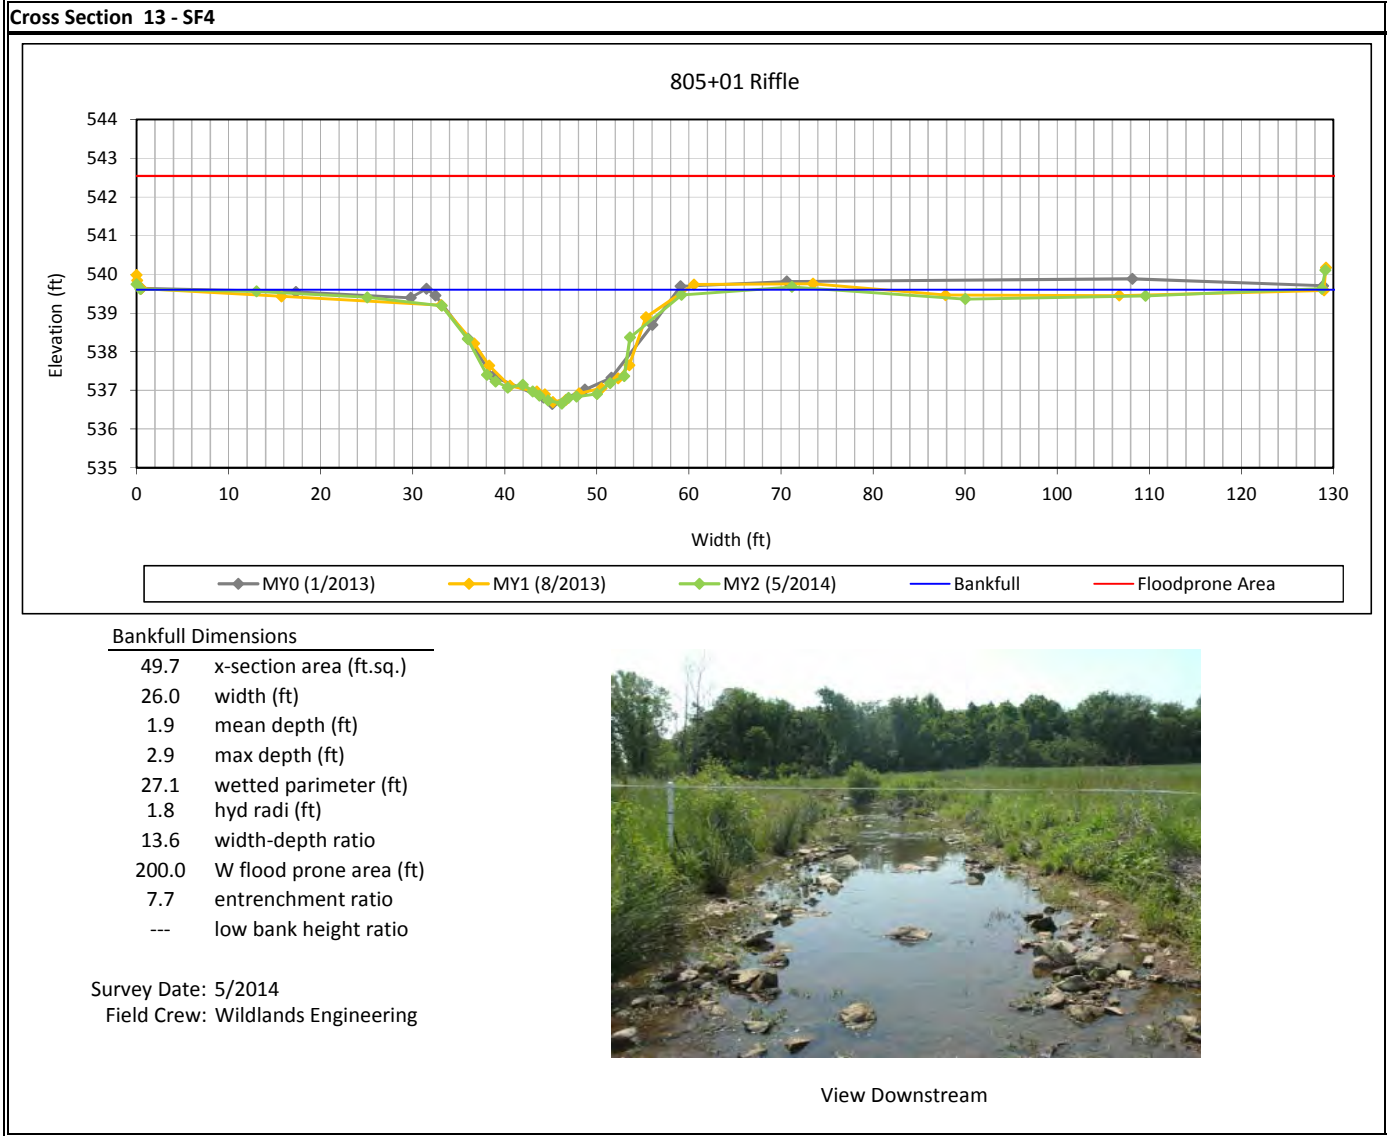 Cross Section 13 - SF4
805+01 Riffle
Elevation (ft)
544
543
542
541
540
539
538
537
536
535
0 10 20 30 40 50 60 70 80 90 100 110 120 130
Width (ft)
MY0 (1/2013) MY1 (8/2013) MY2 (5/2014) Bankfull Floodprone Area
Bankfull Dimensions
49.7 x-section area (ft.sq.)
26.0 width (ft)
1.9 mean depth (ft)
2.9 max depth (ft)
27.1 wetted parimeter (ft)
1.8 hyd radi (ft)
13.6 width-depth ratio
200.0 W flood prone area (ft)
7.7 entrenchment ratio
--- low bank height ratio
Survey Date: 5/2014
Field Crew: Wildlands Engineering
View Downstream